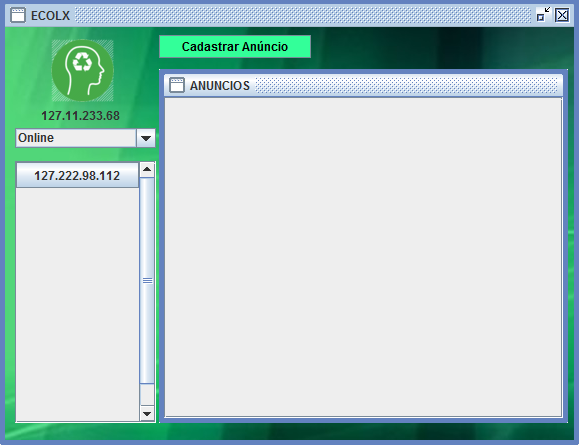 ECOLX
Cadastrar Anúncio
127.11.233.68
Online
127.222.98.112
ANUNCIOS